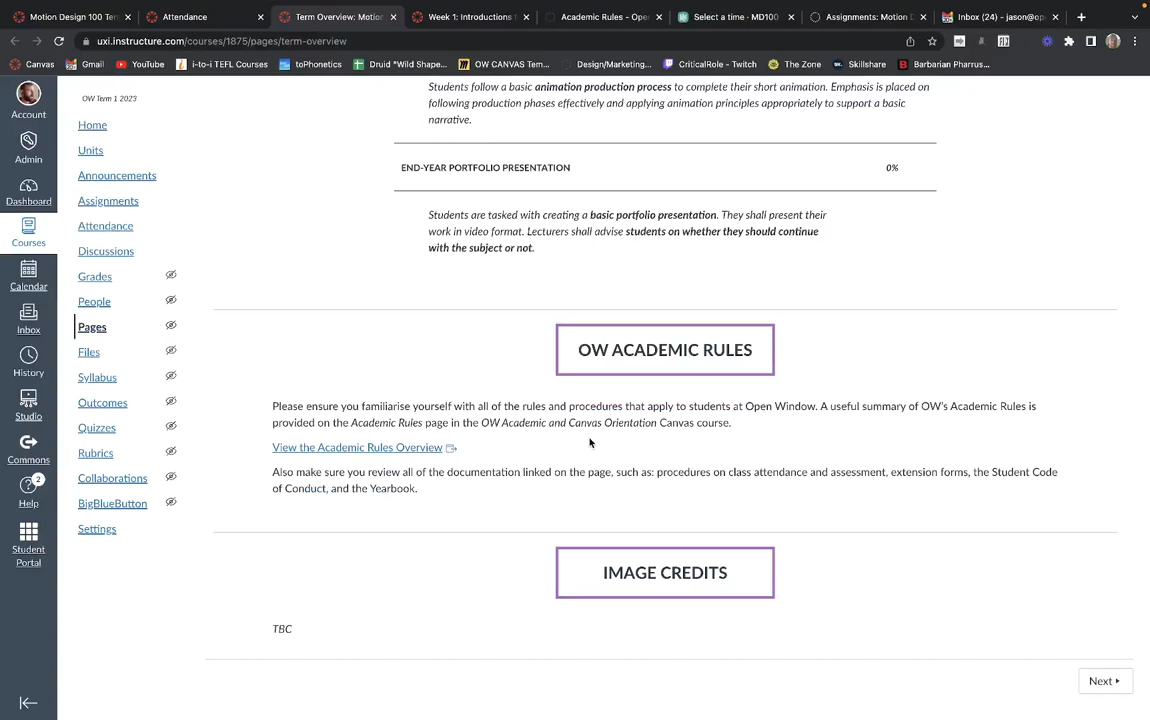 Motion Design 100 Ter
Attendance
Term Overview: Motion
Week 1: Introductions
Academic Rules - Ope
Select a time - MD100
Assignments: Motion D
Inbox (24) - jason@op
uxi.instructure.com/courses/1875/pages/term-overview
Canvas
Gmail
YouTube
i-to-i TEFL Courses
toPhonetics
Druid "Wild Shape...
OW CANVAS Tem...
Design/Marketing...
CriticalRole - Twitch
The Zone
Skillshare
Barbarian Pharrus...
Account
Admin
Dashboard
Courses
Calendar
Inbox
History
Studio
Commons
2
Help
Student
Portal
OW Term 1 2023
Home
Units
Announcements
Assignments
Attendance
Discussions
Grades
People
Pages
Files
Syllabus
Outcomes
Quizzes
Rubrics
Collaborations
BigBlueButton
Settings
Students follow a basic animation production process to complete their short animation. Emphasis is placed on
following production phases effectively and applying animation principles appropriately to support a basic
narrative.
END-YEAR PORTFOLIO PRESENTATION 0%
Students are tasked with creating a basic portfolio presentation. They shall present their
work in video format. Lecturers shall advise students on whether they should continue
with the subject or not.
OW ACADEMIC RULES
Please ensure you familiarise yourself with all of the rules and procedures that apply to students at Open Window. A useful summary of OW's Academic Rules is
provided on the Academic Rules page in the OW Academic and Canvas Orientation Canvas course.
View the Academic Rules Overview
Also make sure you review all of the documentation linked on the page, such as: procedures on class attendance and assessment, extension forms, the Student Code
of Conduct, and the Yearbook.
IMAGE CREDITS
TBC
Next